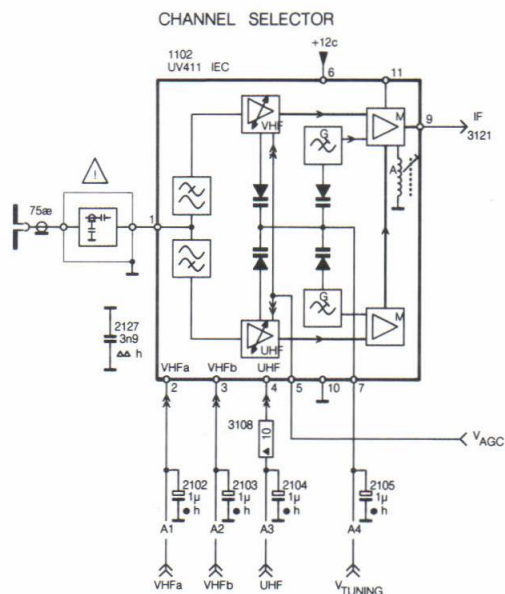 CHANNEL SELECTOR
1102
UV411 IEC
+12c
6
11
VHF
M
9
IF
3121
G
A
75æ
!
1
G
M
UHF
2127
3n9
ΔΔ h
VHFa
VHFb
UHF
2
3
4
5
10
7
3108
10
VAGC
2102
1µ
● h
2103
1µ
● h
2104
1µ
● h
2105
1µ
● h
A1
A2
A3
A4
VHFa
VHFb
UHF
VTUNING